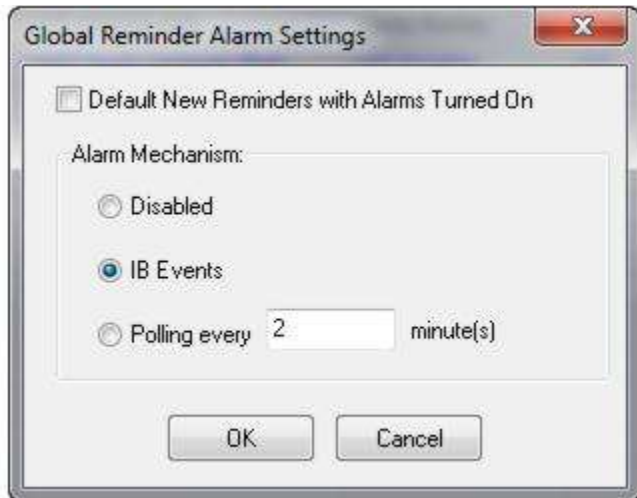 Global Reminder Alarm Settings
Default New Reminders with Alarms Turned On
Alarm Mechanism:
Disabled
IB Events
Polling every 2 minute(s)
OK Cancel